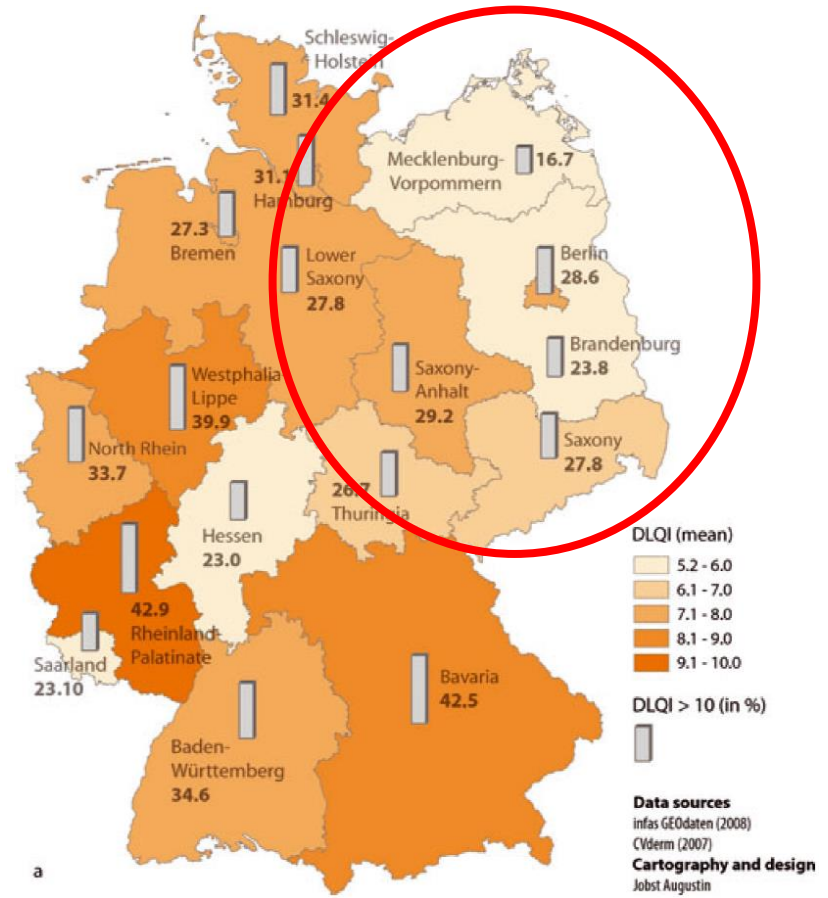 Schleswig-
Holstein
31.4
Mecklenburg-
Vorpommern
16.7
31.1
Hamburg
27.3
Bremen
Lower
Saxony
27.8
Berlin
28.6
Brandenburg
23.8
Westphalia
Lippe
39.9
Saxony-
Anhalt
29.2
North Rhein
33.7
Saxony
27.8
26.7
Thuringia
Hessen
23.0
42.9
Rheinland-
Palatinate
Saarland
23.10
Bavaria
42.5
Baden-
Württemberg
34.6
DLQI (mean)
5.2 - 6.0
6.1 - 7.0
7.1 - 8.0
8.1 - 9.0
9.1 - 10.0
DLQI > 10 (in %)
Data sources
infas GEOdaten (2008)
CVderm (2007)
Cartography and design
Jobst Augustin
a